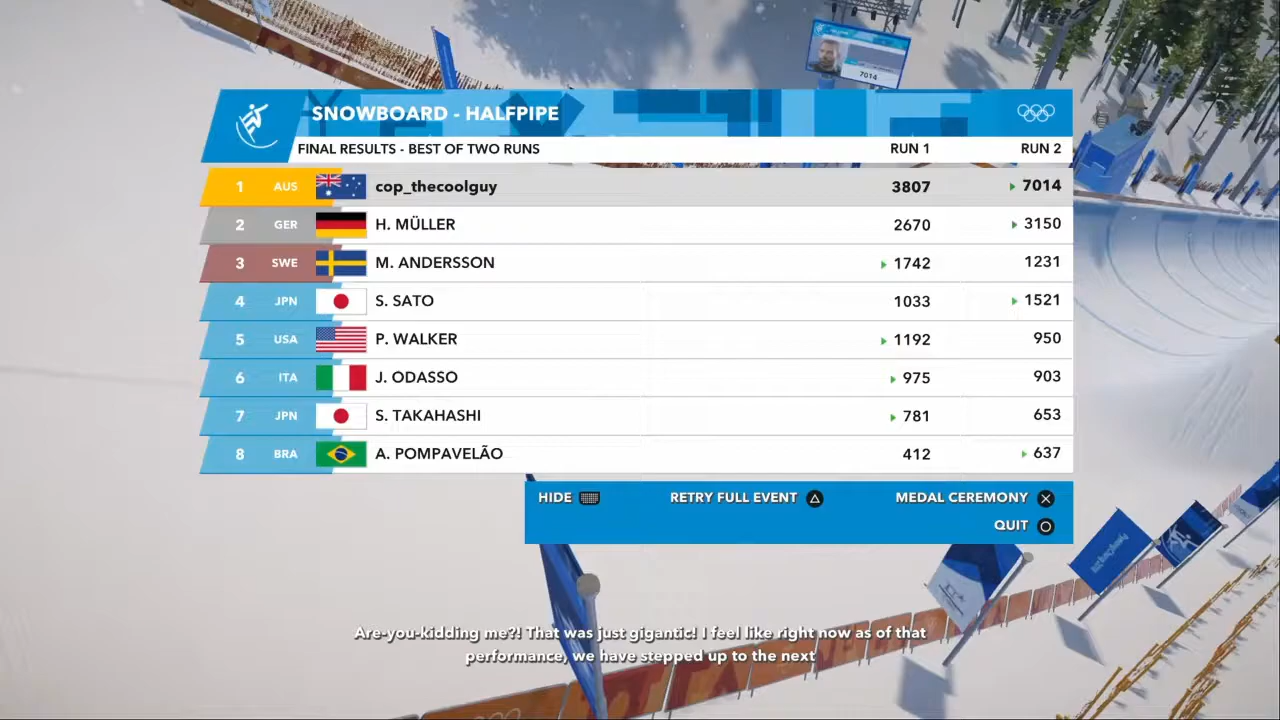 7014
SNOWBOARD - HALFPIPE
FINAL RESULTS - BEST OF TWO RUNS RUN 1 RUN 2
1 AUS cop_thecoolguy 3807 7014
2 GER H. MÜLLER 2670 3150
3 SWE M. ANDERSSON 1742 1231
4 JPN S. SATO 1033 1521
5 USA P. WALKER 1192 950
6 ITA J. ODASSO 975 903
7 JPN S. TAKAHASHI 781 653
8 BRA A. POMPAVELÃO 412 637
HIDE RETRY FULL EVENT MEDAL CEREMONY
QUIT
Are-you-kidding me?! That was just gigantic! I feel like right now as of that
performance, we have stepped up to the next